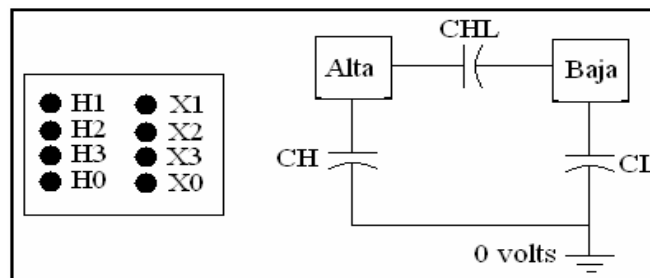 CHL
Alta
Baja
H1 X1
H2 X2
H3 X3
H0 X0
CH
CL
0 volts